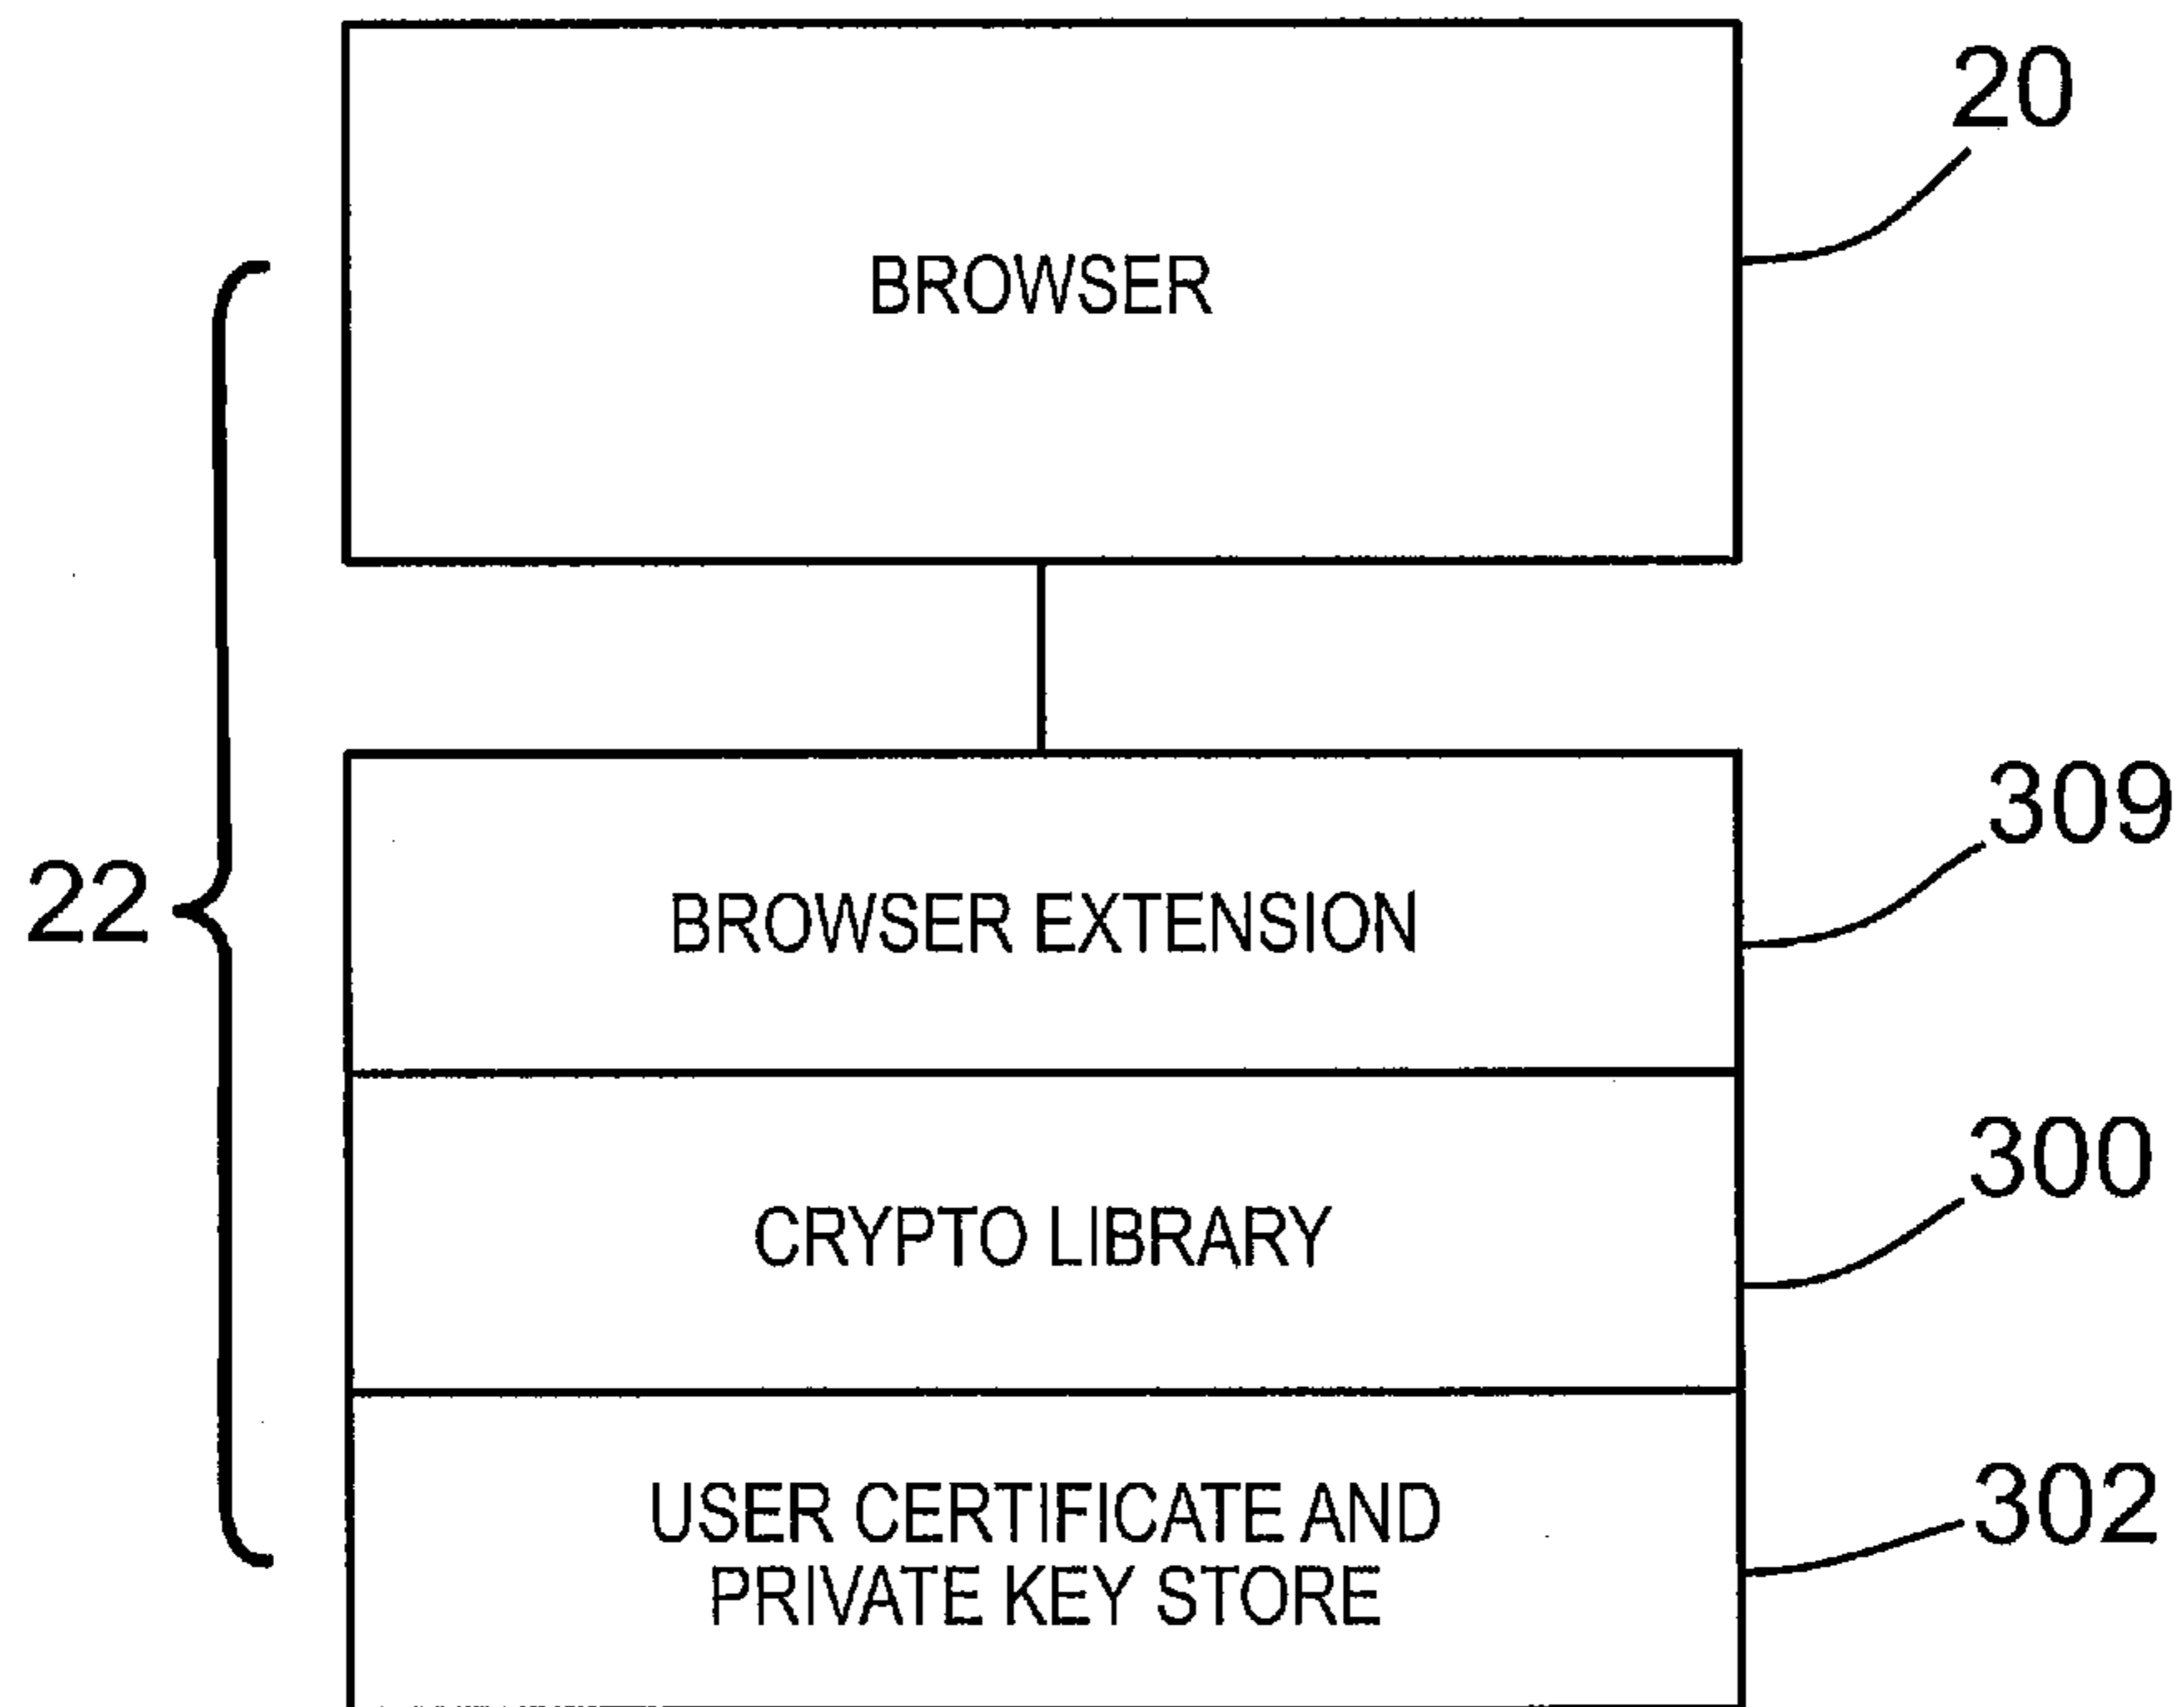 20
BROWSER
309
22
BROWSER EXTENSION
300
CRYPTO LIBRARY
302
USER CERTIFICATE AND
PRIVATE KEY STORE